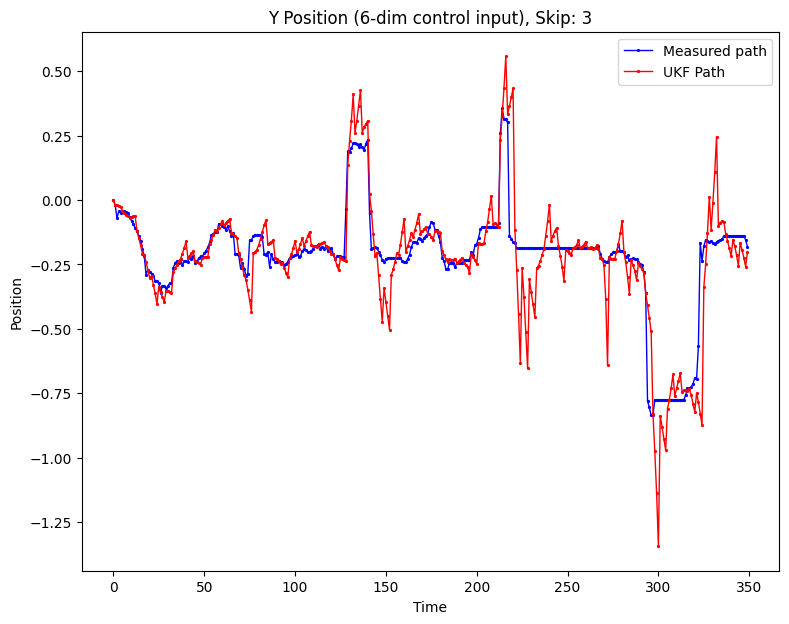 Y Position (6-dim control input), Skip: 3
Measured path
UKF Path
0.50
0.25
0.00
−0.25
−0.50
−0.75
−1.00
−1.25
Position
0 50 100 150 200 250 300 350
Time